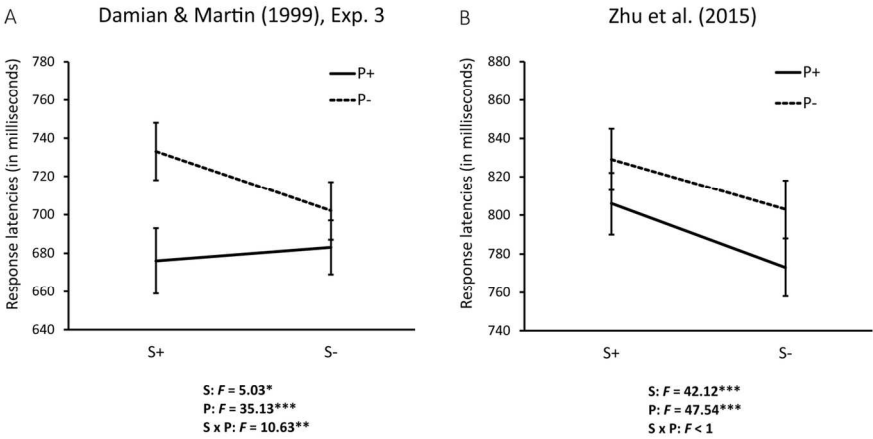 A
Damian & Martin (1999), Exp. 3
Response latencies (in milliseconds)
780
760
740
720
700
680
660
640
P+
P-
S+
S-
S: F = 5.03*
P: F = 35.13***
S x P: F = 10.63**
B
Zhu et al. (2015)
Response latencies (in milliseconds)
880
860
840
820
800
780
760
740
P+
P-
S+
S-
S: F = 42.12***
P: F = 47.54***
S x P: F < 1